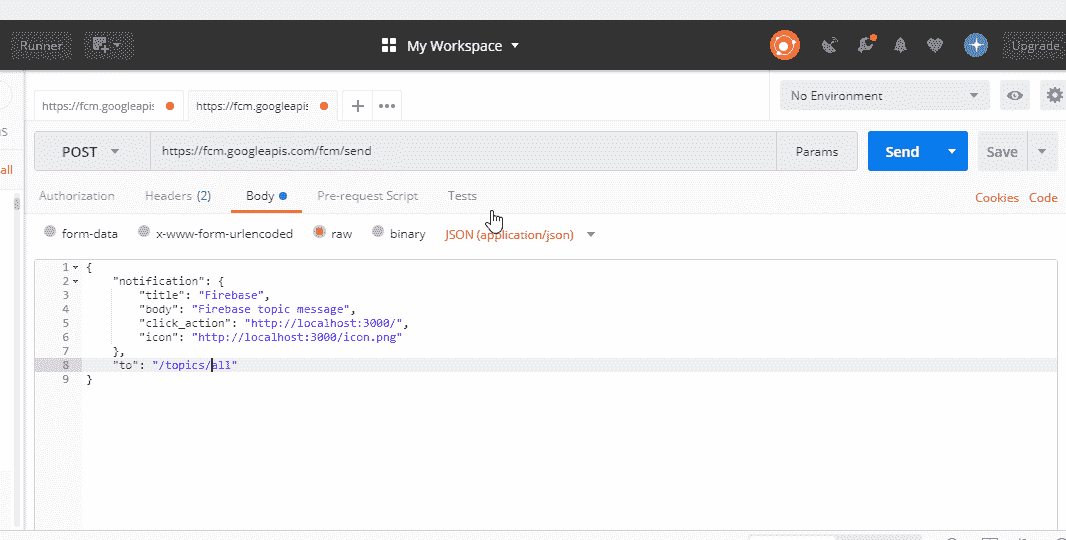 Runner
My Workspace
Upgrade
https://fcm.googleapis
https://fcm.googleapis
+
•••
No Environment
POST
https://fcm.googleapis.com/fcm/send
Params
Send
Save
all
Authorization
Headers (2)
Body
Pre-request Script
Tests
Cookies
Code
form-data
x-www-form-urlencoded
raw
binary
JSON (application/json)
1 {
2 "notification": {
3 "title": "Firebase",
4 "body": "Firebase topic message",
5 "click_action": "http://localhost:3000/",
6 "icon": "http://localhost:3000/icon.png"
7 },
8 "to": "/topics/all"
9 }